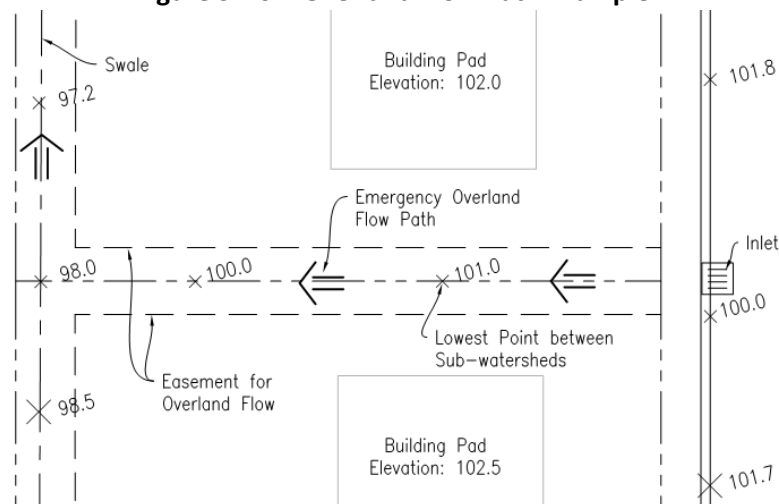 Swale
97.2
Building Pad
Elevation: 102.0
101.8
Emergency Overland
Flow Path
Inlet
98.0
100.0
101.0
100.0
Lowest Point between
Sub-watersheds
Easement for
Overland Flow
98.5
Building Pad
Elevation: 102.5
101.7